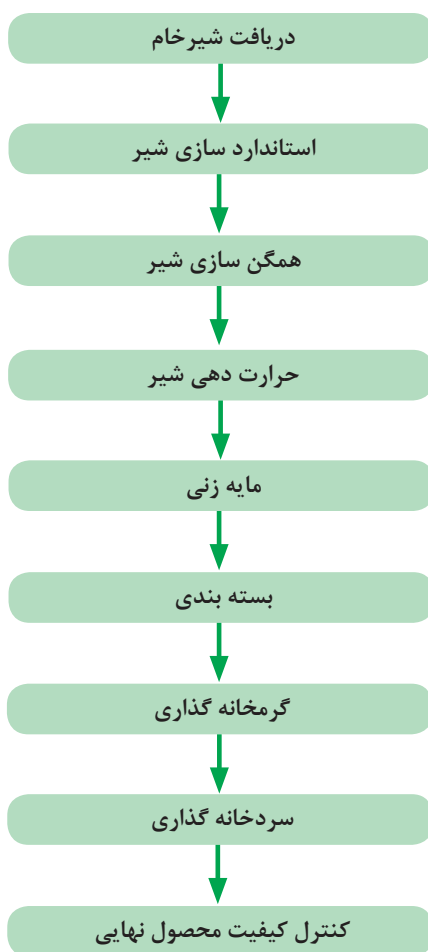 دریافت شیرخام
استاندارد سازی شیر
همگن سازی شیر
حرارت دهی شیر
مایه زنی
بسته بندی
گرمخانه گذاری
سردخانه گذاری
کنترل کیفیت محصول نهایی